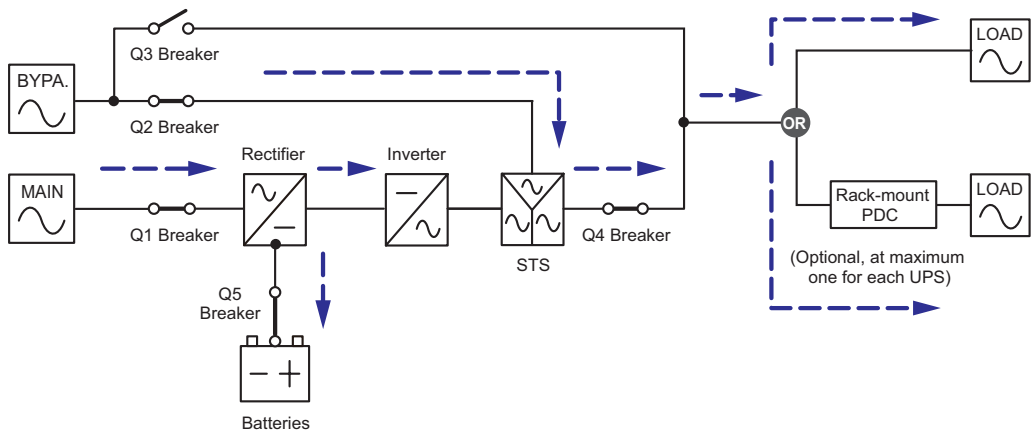 Q3 Breaker
BYPA.
Q2 Breaker
LOAD
OR
Rectifier
Inverter
MAIN
Q1 Breaker
STS
Q4 Breaker
Rack-mount
PDC
LOAD
(Optional, at maximum
one for each UPS)
Q5
Breaker
Batteries